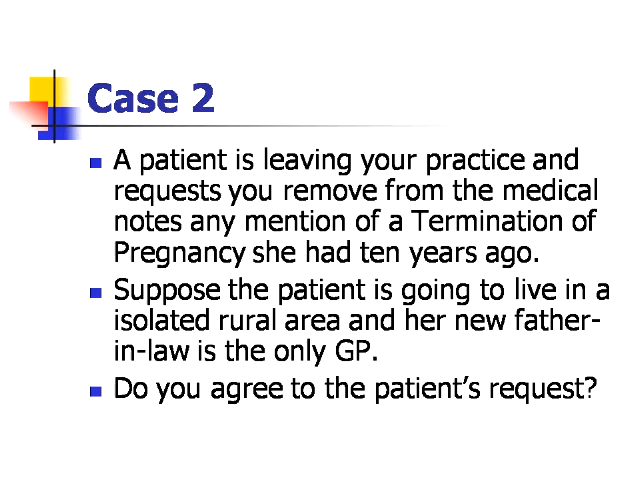 Case 2
A patient is leaving your practice and
requests you remove from the medical
notes any mention of a Termination of
Pregnancy she had ten years ago.
Suppose the patient is going to live in a
isolated rural area and her new father-
in-law is the only GP.
Do you agree to the patient's request?